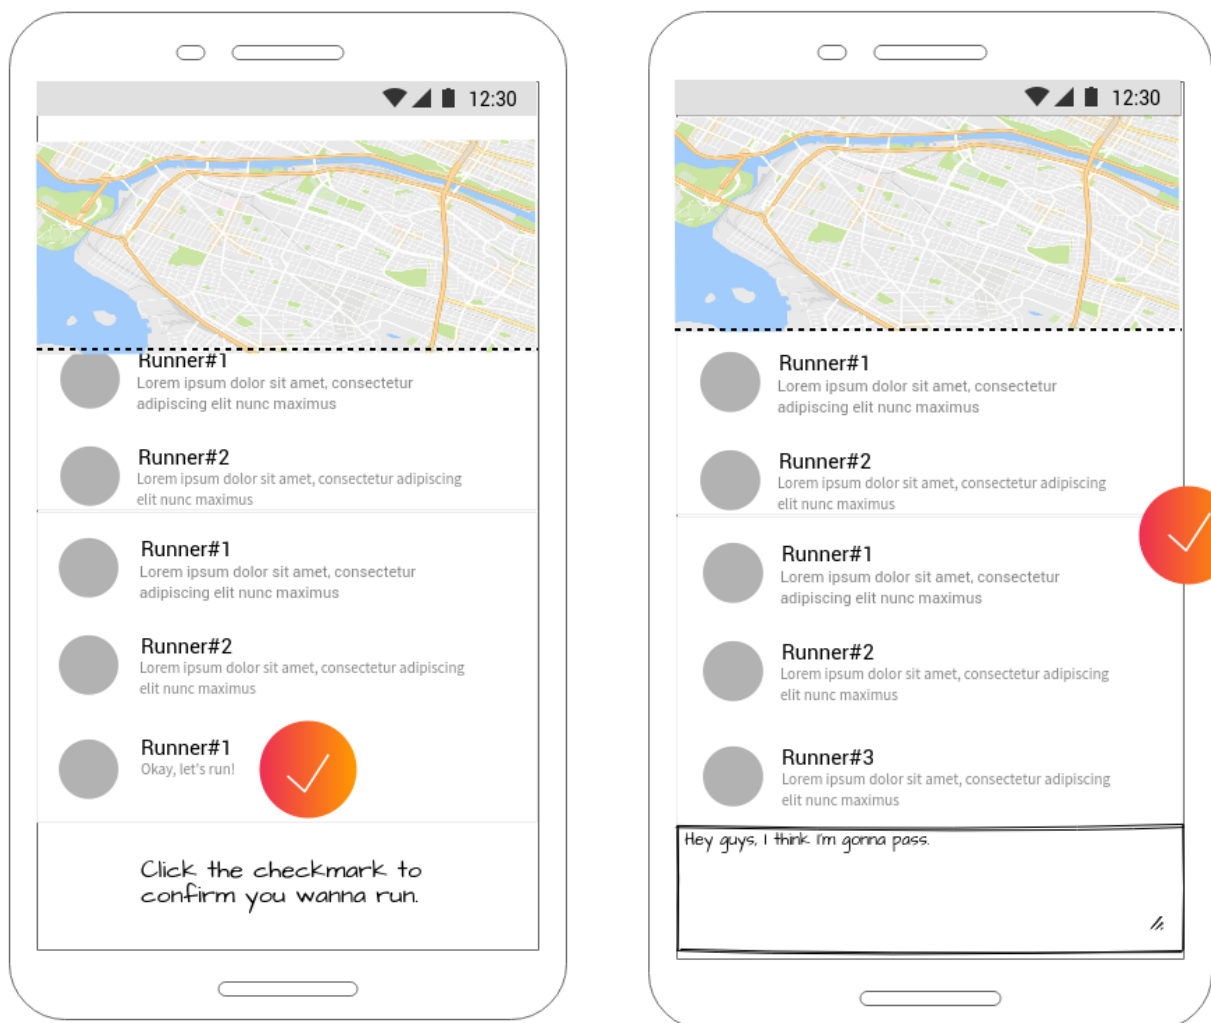 12:30
Runner#1
Lorem ipsum dolor sit amet, consectetur
adipiscing elit nunc maximus
Runner#2
Lorem ipsum dolor sit amet, consectetur adipiscing
elit nunc maximus
Runner#1
Lorem ipsum dolor sit amet, consectetur
adipiscing elit nunc maximus
Runner#2
Lorem ipsum dolor sit amet, consectetur adipiscing
elit nunc maximus
Runner#1
Okay, let's run!
Click the checkmark to
confirm you wanna run.
12:30
Runner#1
Lorem ipsum dolor sit amet, consectetur
adipiscing elit nunc maximus
Runner#2
Lorem ipsum dolor sit amet, consectetur adipiscing
elit nunc maximus
Runner#1
Lorem ipsum dolor sit amet, consectetur
adipiscing elit nunc maximus
Runner#2
Lorem ipsum dolor sit amet, consectetur adipiscing
elit nunc maximus
Runner#3
Lorem ipsum dolor sit amet, consectetur adipiscing
elit nunc maximus
Hey guys, I think I'm gonna pass.